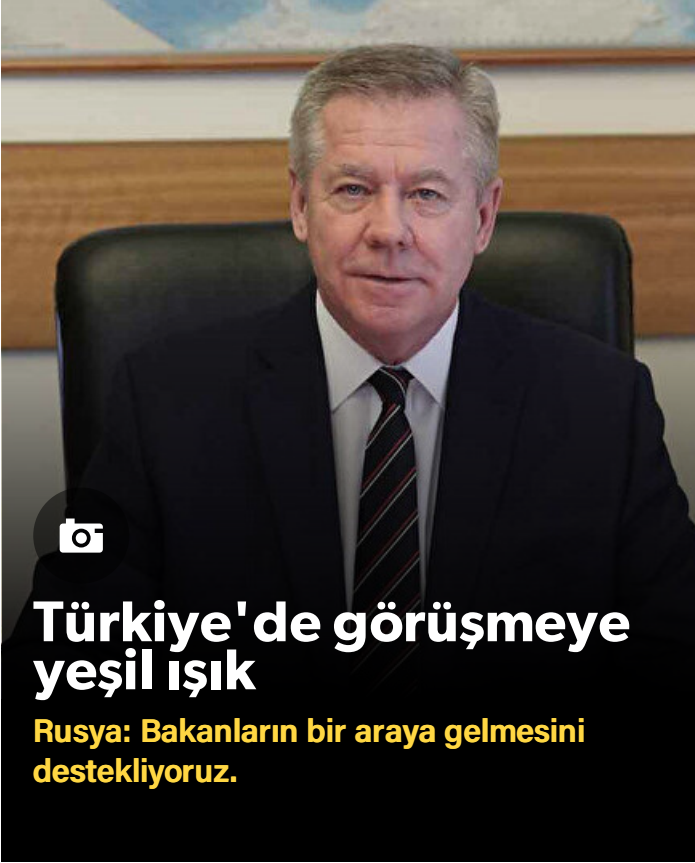 Türkiye'de görüşmeye
yeşil ışık
Rusya: Bakanların bir araya gelmesini
destekliyoruz.